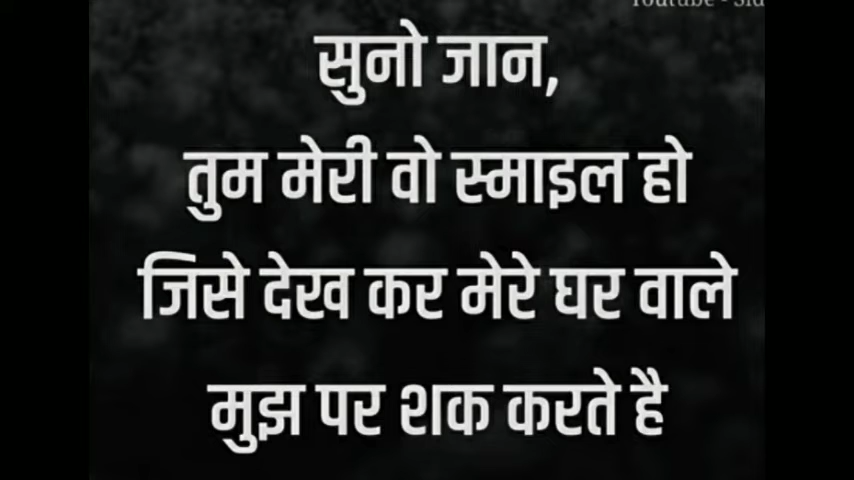 सुनो जान,
तुम मेरी वो स्माइल हो
जिसे देख कर मेरे घर वाले
मुझ पर शक करते है